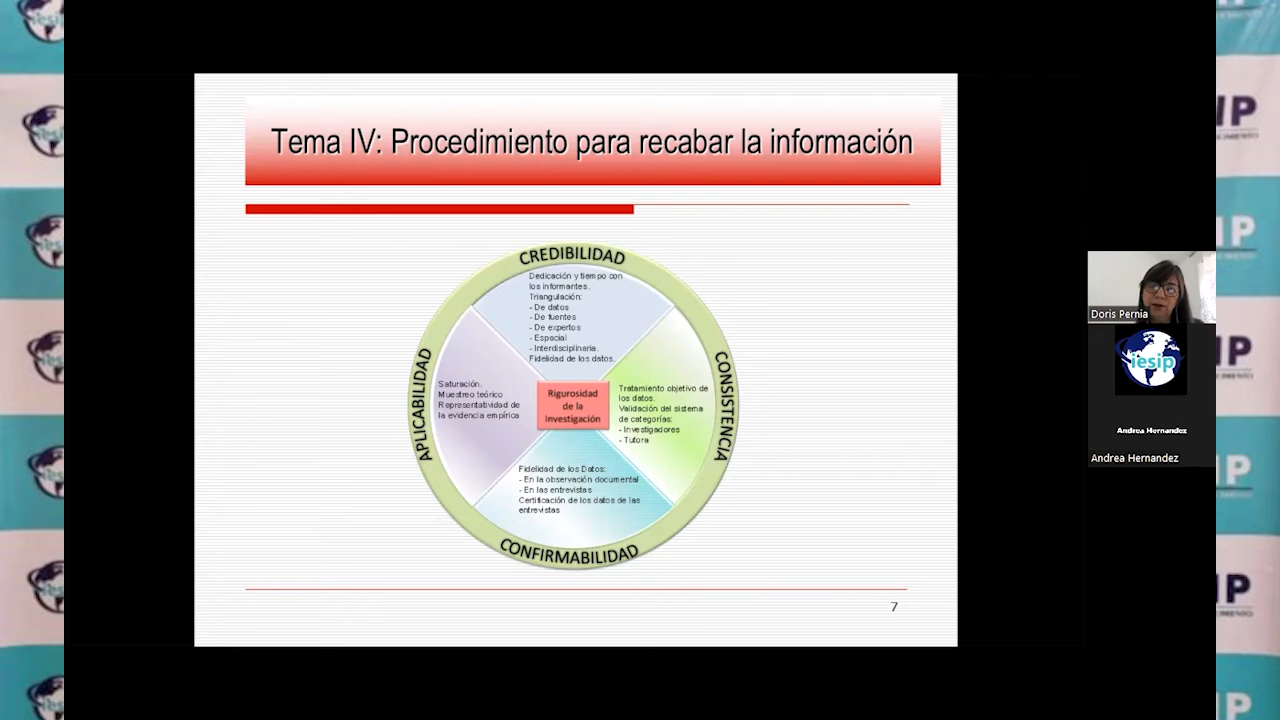 Tema IV: Procedimiento para recabar la información
CREDIBILIDAD
Dedicación y tiempo con
los informantes.
Triangulación:
- De datos
- De fuentes
- De expertos
- Espacial
- Interdisciplinaria.
Fidelidad de los datos.
APLICABILIDAD
Saturación.
Muestreo teórico
Representatividad de
la evidencia empírica
Rigurosidad
de la
Investigación
CONSISTENCIA
Tratamiento objetivo de
los datos.
Validación del sistema
de categorías:
- Investigadores
- Tutora
Fidelidad de los Datos:
- En la observación documental
- En las entrevistas
Certificación de los datos de las
entrevistas
CONFIRMABILIDAD
7
Doris Pernia
iesip
Andrea Hernandez
Andrea Hernandez